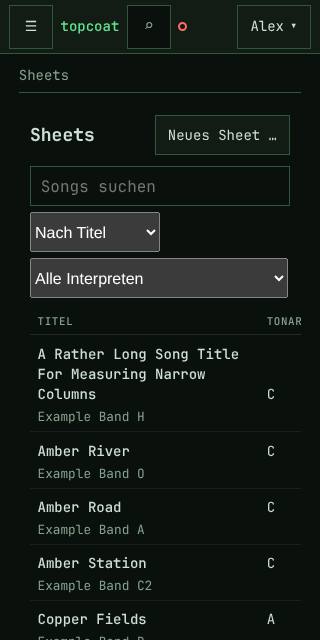 topcoat
Alex
Sheets
Sheets
Neues Sheet …
Songs suchen
Nach Titel
Alle Interpreten
TITEL TONAR
A Rather Long Song Title
For Measuring Narrow
Columns C
Example Band H
Amber River C
Example Band O
Amber Road C
Example Band A
Amber Station C
Example Band C2
Copper Fields A